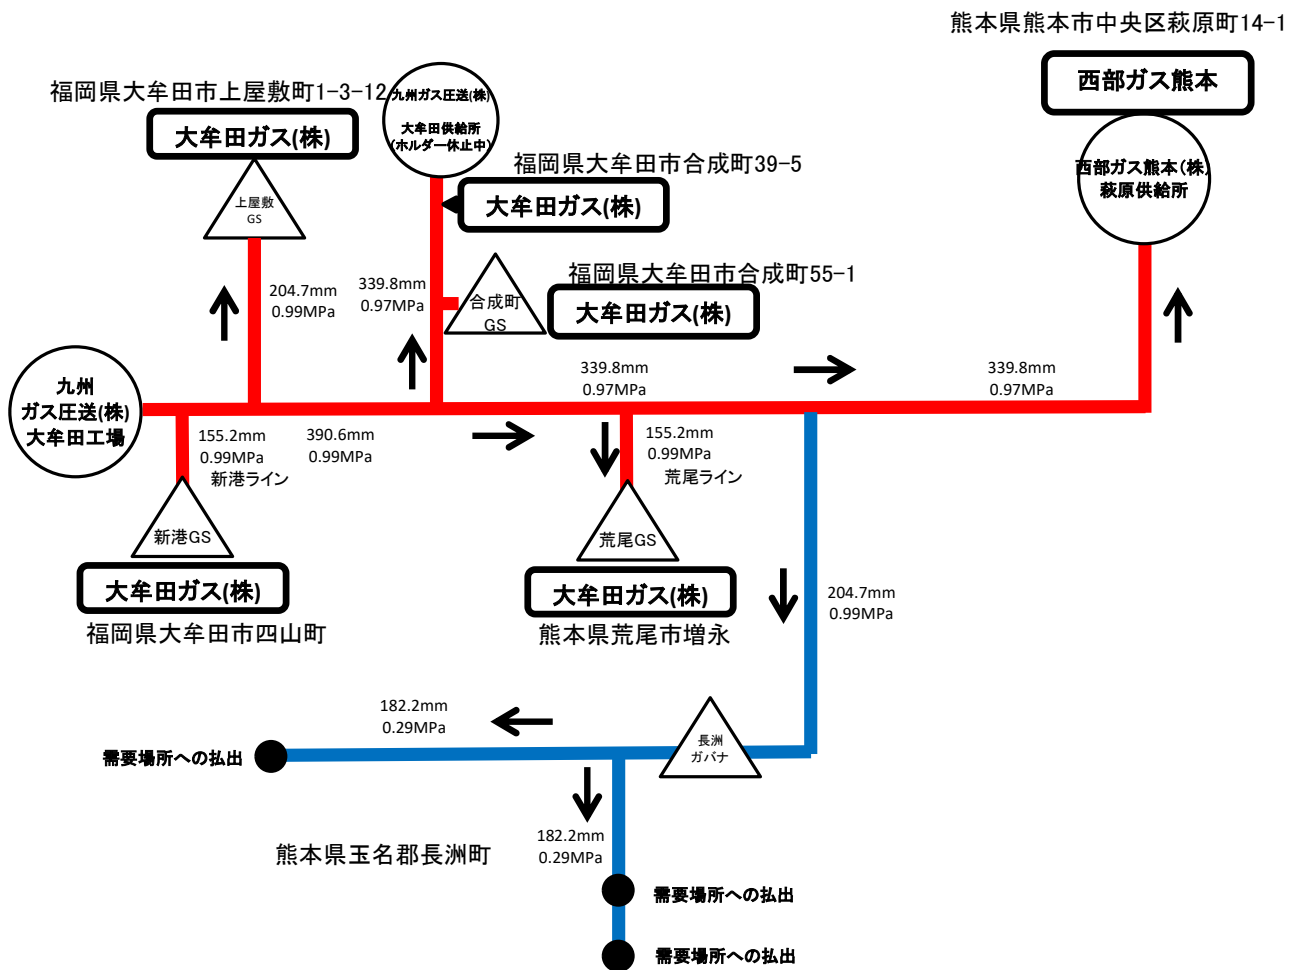 熊本県熊本市中央区萩原町14-1
西部ガス熊本
西部ガス熊本(株)
萩原供給所
福岡県大牟田市上屋敷町1-3-12
大牟田ガス(株)
上屋敷
GS
九州ガス圧送(株)
大牟田供給所
(ホルダー休止中)
福岡県大牟田市合成町39-5
大牟田ガス(株)
福岡県大牟田市合成町55-1
大牟田ガス(株)
合成町
GS
204.7mm
0.99MPa
339.8mm
0.97MPa
339.8mm
0.97MPa
339.8mm
0.97MPa
九州
ガス圧送(株)
大牟田工場
155.2mm
0.99MPa
新港ライン
390.6mm
0.99MPa
155.2mm
0.99MPa
荒尾ライン
新港GS
大牟田ガス(株)
福岡県大牟田市四山町
荒尾GS
大牟田ガス(株)
熊本県荒尾市増永
204.7mm
0.99MPa
182.2mm
0.29MPa
長洲
ガバナ
需要場所への払出
182.2mm
0.29MPa
熊本県玉名郡長洲町
需要場所への払出
需要場所への払出